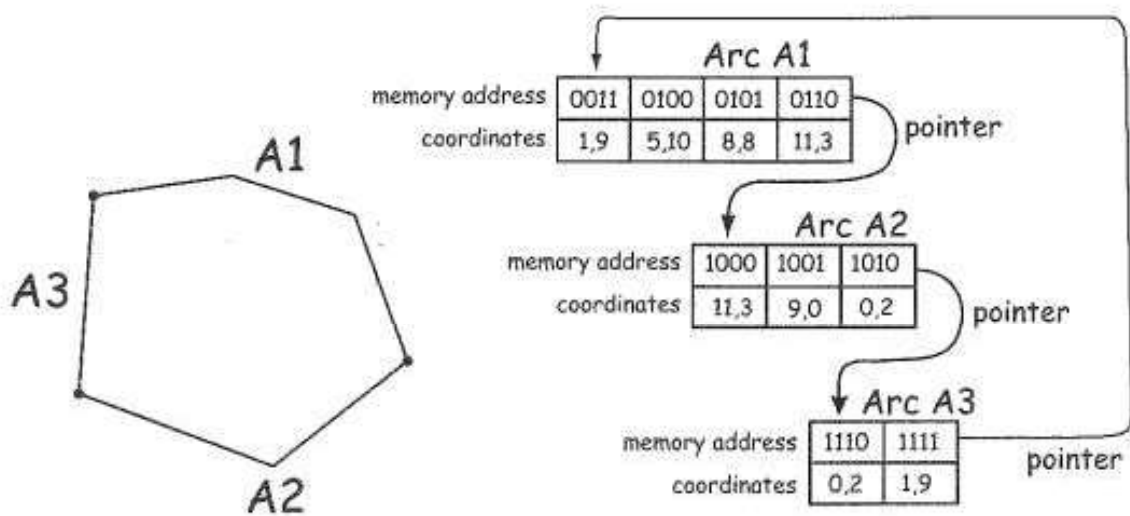 A1
A3
A2
Arc A1
memory address 0011 0100 0101 0110
coordinates 1,9 5,10 8,8 11,3
pointer
Arc A2
memory address 1000 1001 1010
coordinates 11,3 9,0 0,2
pointer
Arc A3
memory address 1110 1111
coordinates 0,2 1,9
pointer